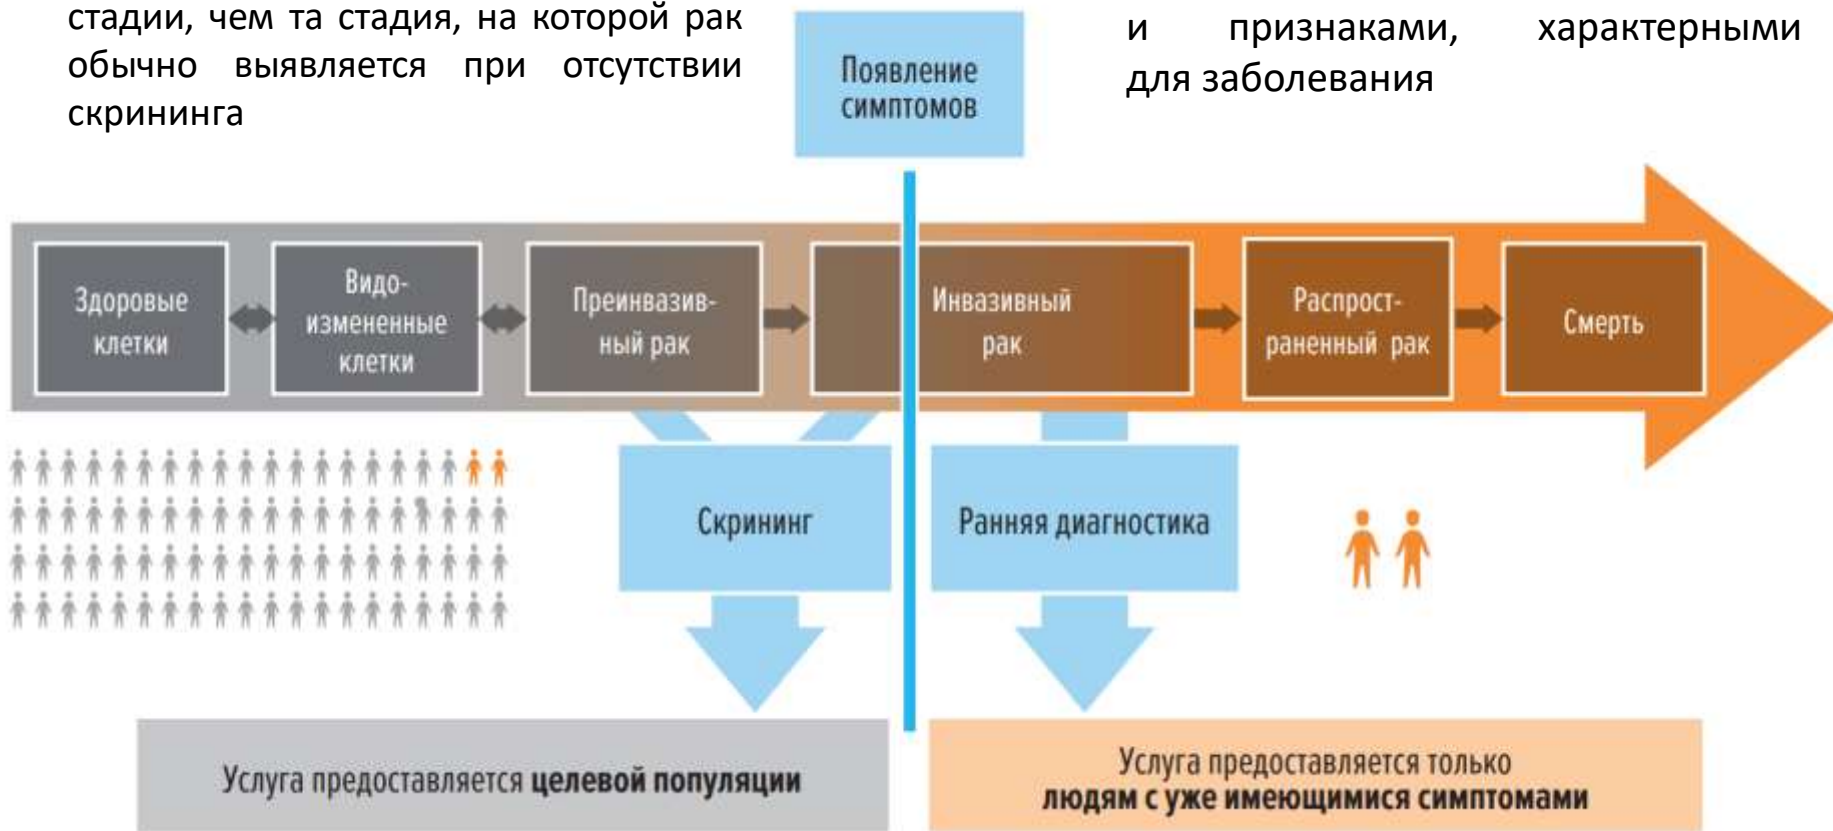 стадии, чем та стадия, на которой рак
обычно выявляется при отсутствии
скрининга
и признаками, характерными
для заболевания
Появление
симптомов
Здоровые
клетки
Видо-
измененные
клетки
Преинвазив-
ный рак
Инвазивный
рак
Распрост-
раненный рак
Смерть
Скрининг
Ранняя диагностика
Услуга предоставляется целевой популяции
Услуга предоставляется только
людям с уже имеющимися симптомами